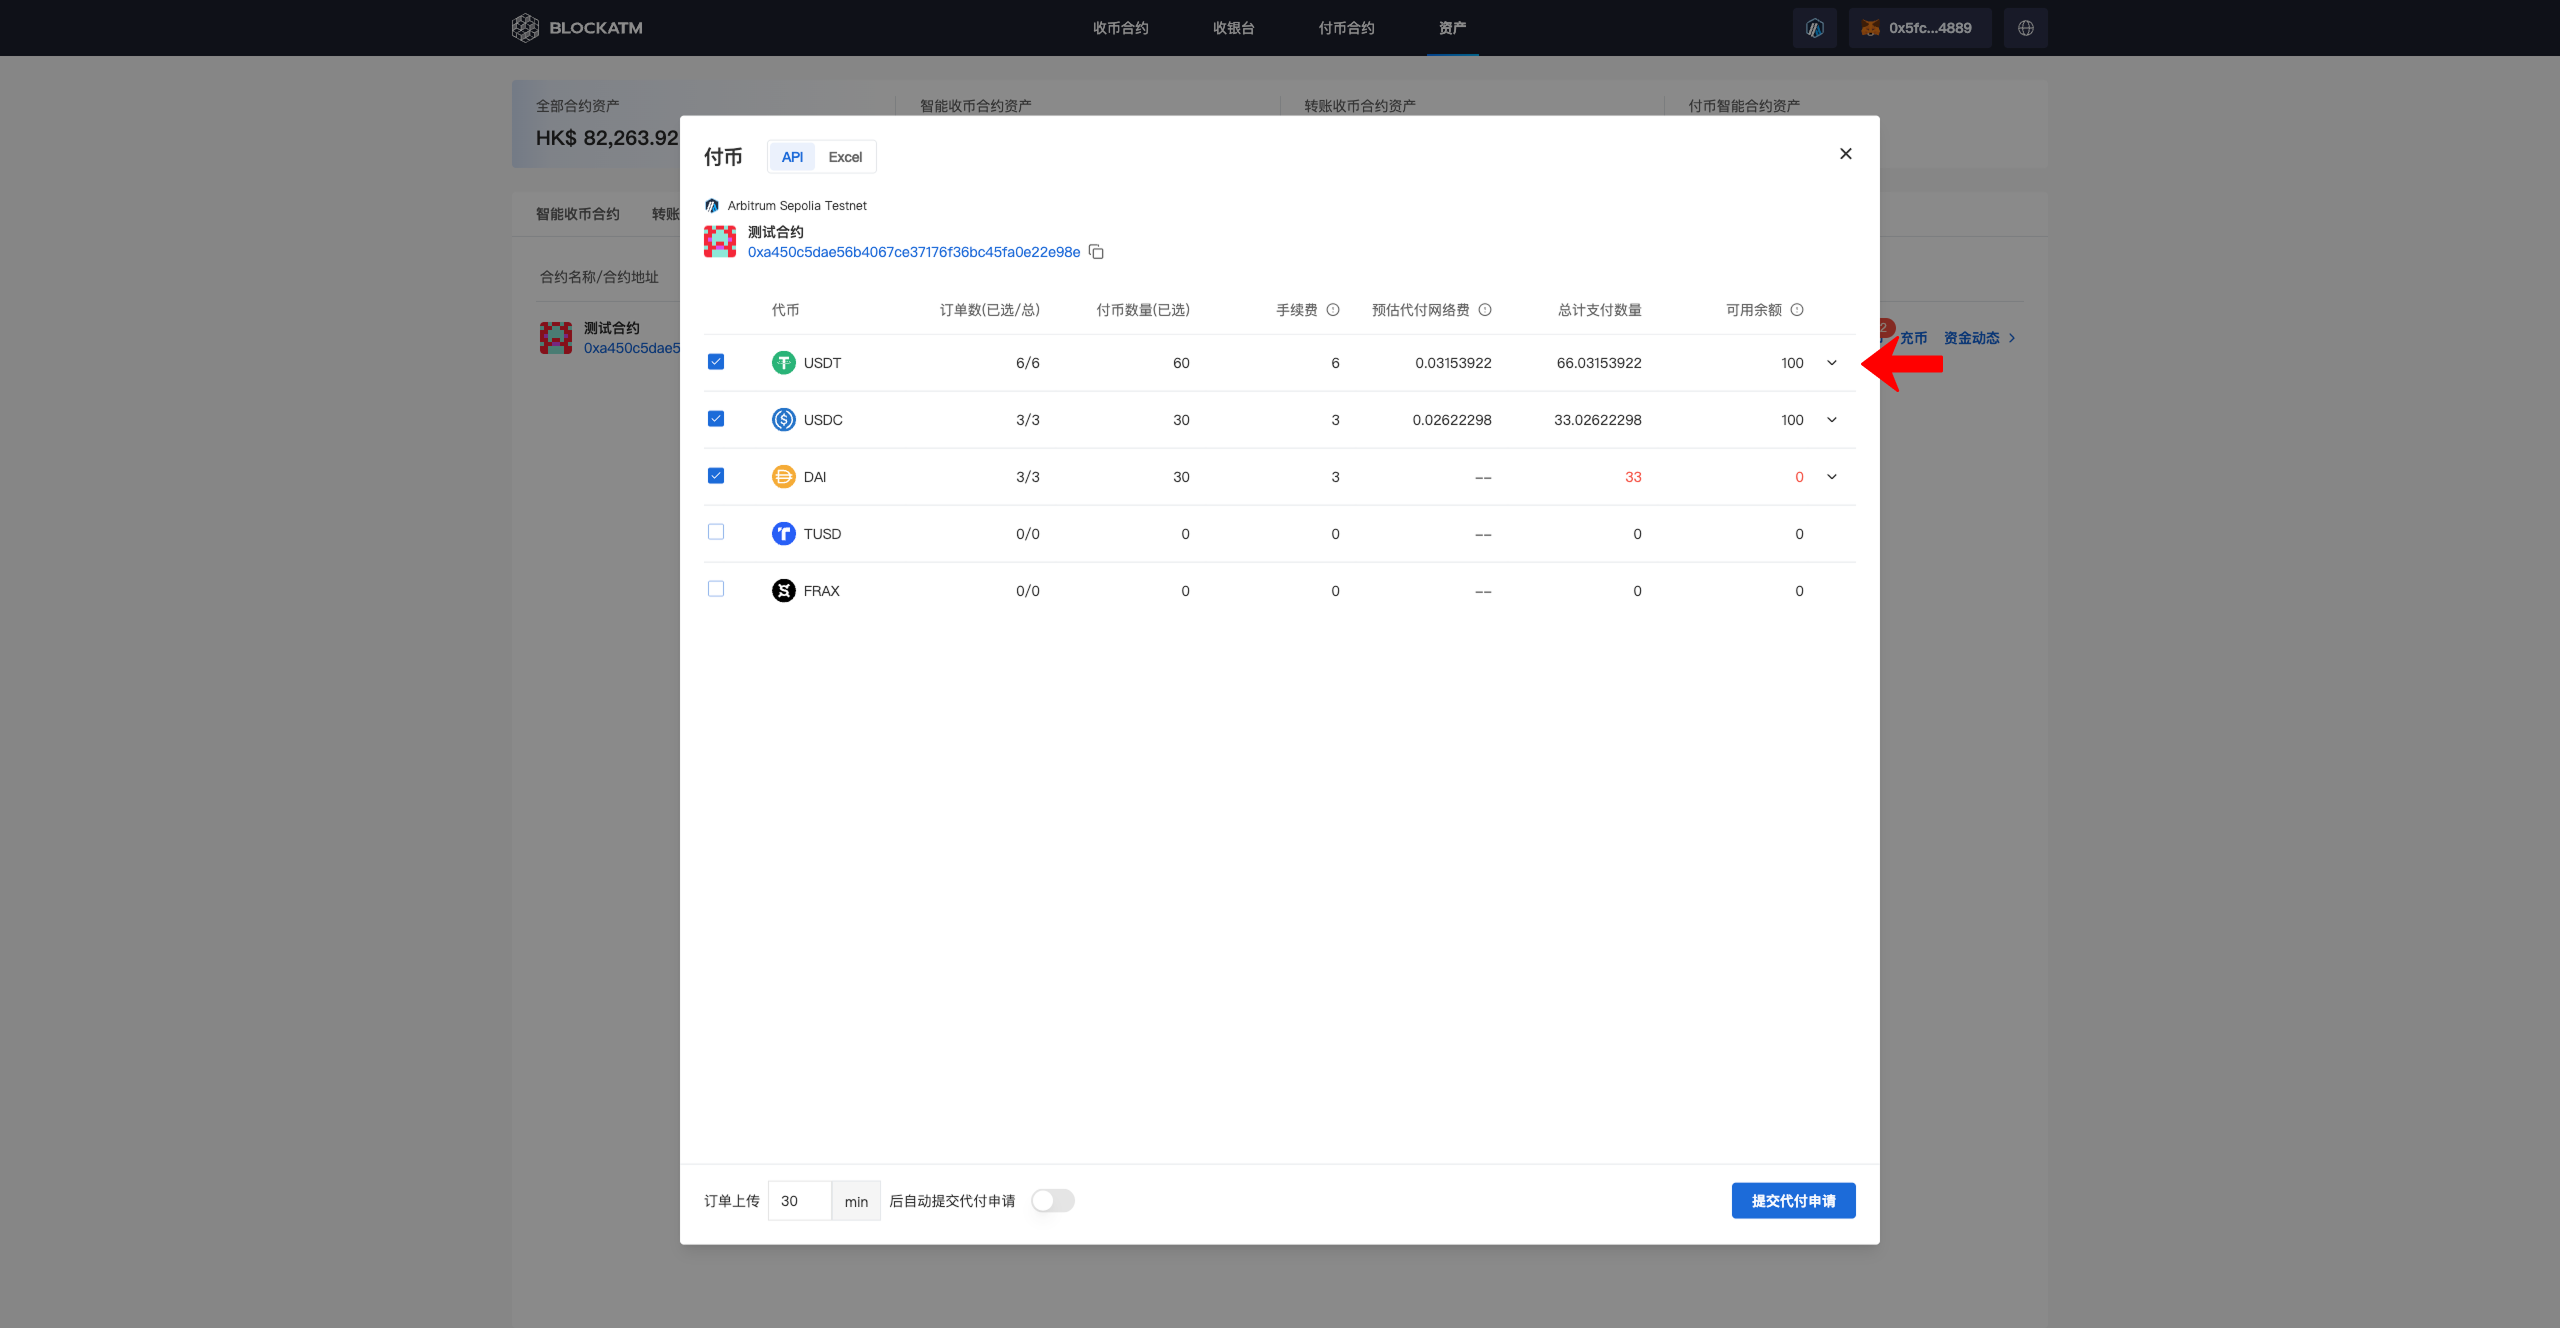 BLOCKATM
收币合约 收银台 付币合约 资产
0x5fc...4889
全部合约资产 智能收币合约资产 转账收币合约资产 付币智能合约资产
HK$ 82,263.92
智能收币合约 转账
合约名称/合约地址
测试合约
0xa450c5dae5
2
充币 资金动态
付币 API Excel
Arbitrum Sepolia Testnet
测试合约
0xa450c5dae56b4067ce37176f36bc45fa0e22e98e
代币 订单数(已选/总) 付币数量(已选) 手续费 预估代付网络费 总计支付数量 可用余额
USDT 6/6 60 6 0.03153922 66.03153922 100
USDC 3/3 30 3 0.02622298 33.02622298 100
DAI 3/3 30 3 -- 33 0
TUSD 0/0 0 0 -- 0 0
FRAX 0/0 0 0 -- 0 0
订单上传 30 min 后自动提交代付申请
提交代付申请